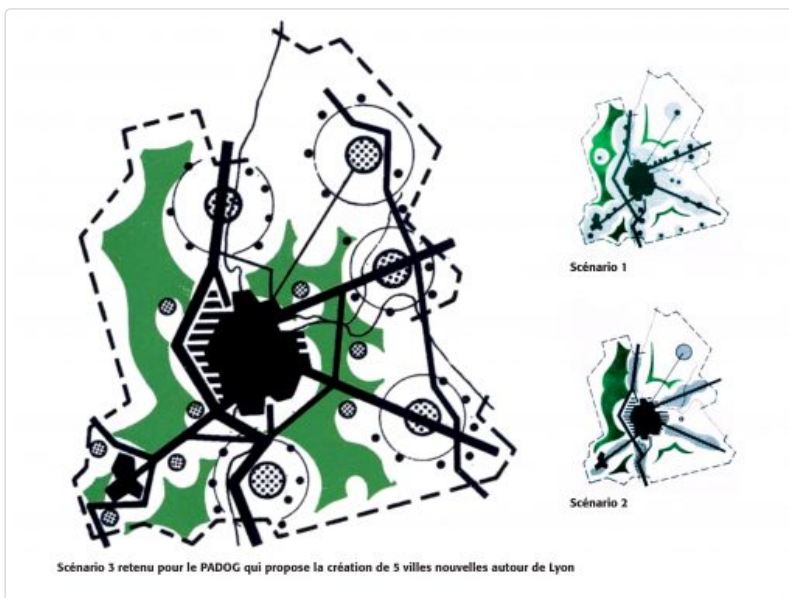 Scénario 1
Scénario 2
Scénario 3 retenu pour le PADOG qui propose la création de 5 villes nouvelles autour de Lyon